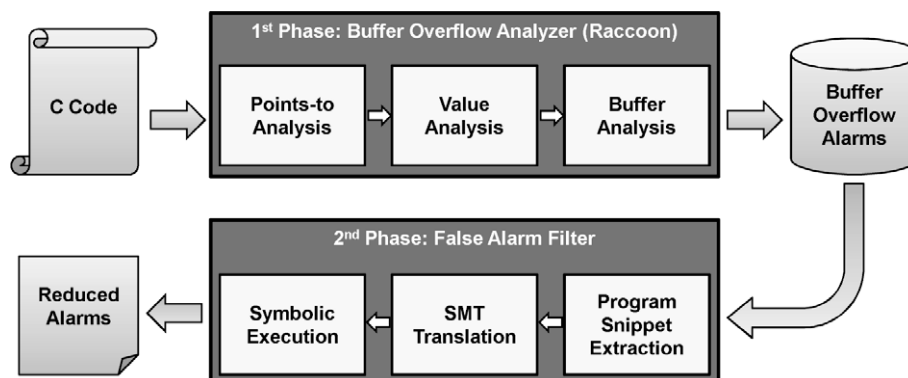 1st Phase: Buffer Overflow Analyzer (Raccoon)
C Code
Points-to
Analysis
Value
Analysis
Buffer
Analysis
Buffer
Overflow
Alarms
2nd Phase: False Alarm Filter
Program
Snippet
Extraction
SMT
Translation
Symbolic
Execution
Reduced
Alarms